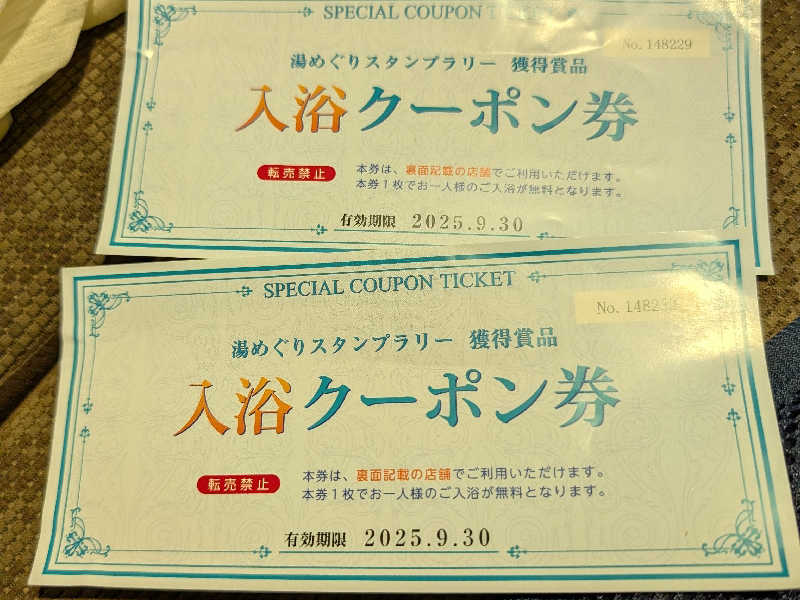 SPECIAL COUPON
No. 148229
湯めぐりスタンプラリー 獲得賞品
入浴クーポン券
転売禁止
本券は、裏面記載の店舗でご利用いただけます。
本券1枚でお一人様のご入浴が無料となります。
有効期限 2025.9.30
SPECIAL COUPON TICKET
No.
湯めぐりスタンプラリー 獲得賞品
入浴クーポン券
転売禁止
本券は、裏面記載の店舗でご利用いただけます。
本券1枚でお一人様のご入浴が無料となります。
有効期限 2025.9.30